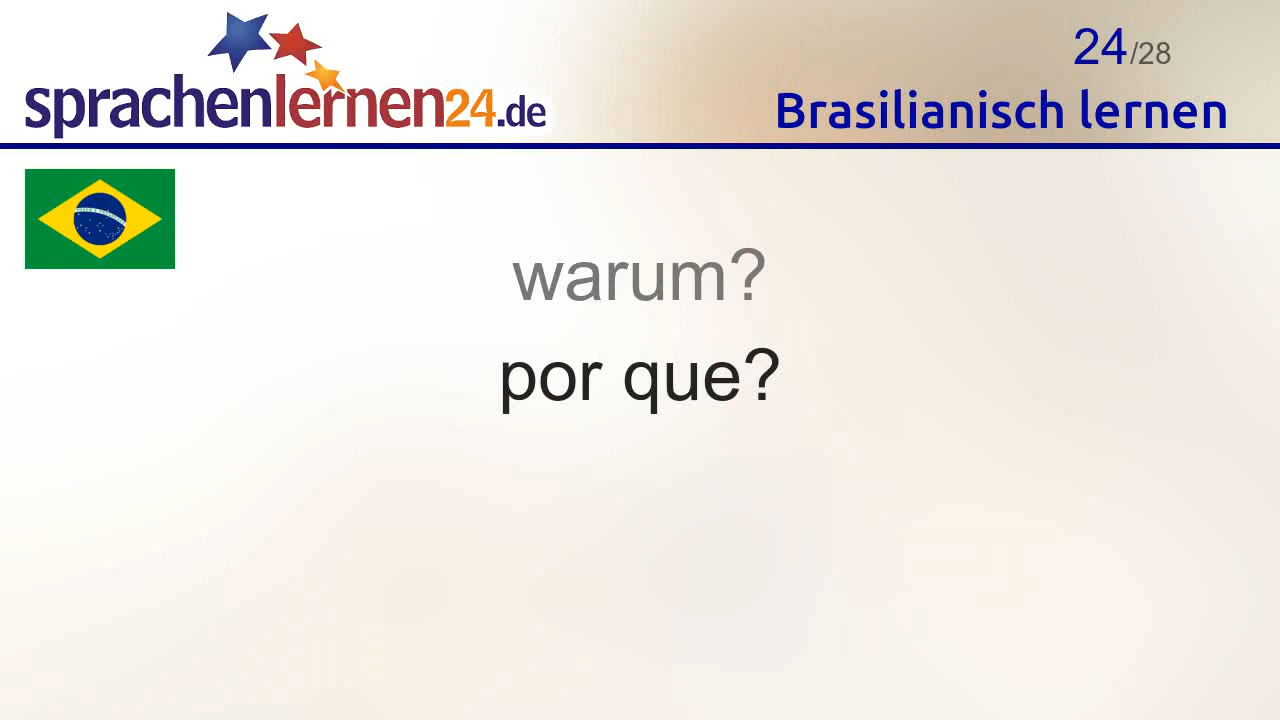 sprachenlernen24.de
24/28
Brasilianisch lernen
warum?
por que?